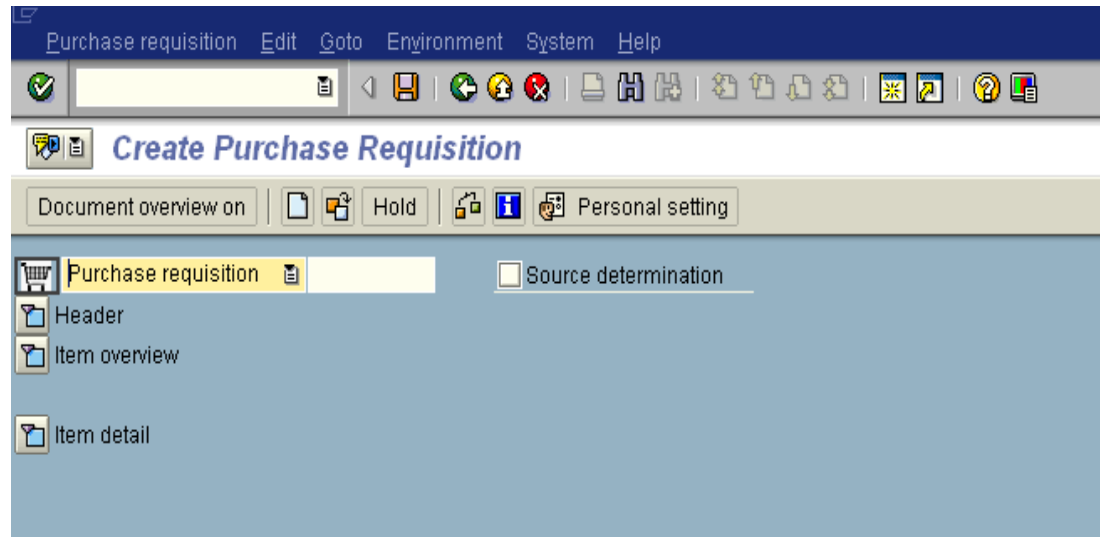 Purchase requisition Edit Goto Environment System Help
Create Purchase Requisition
Document overview on Hold Personal setting
Purchase requisition Source determination
Header
Item overview
Item detail